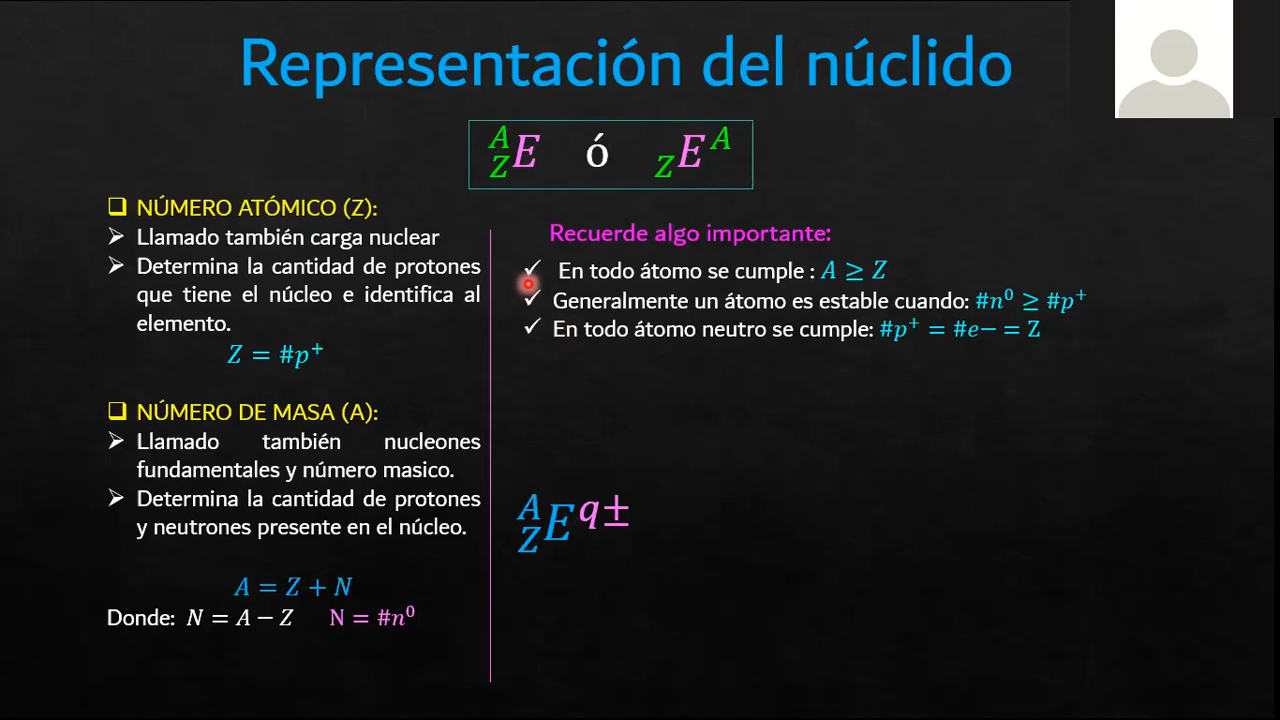 Representación del núclido
A Z E ó Z E A
NÚMERO ATÓMICO (Z):
Llamado también carga nuclear
Determina la cantidad de protones
que tiene el núcleo e identifica al
elemento.
Z = #p⁺
NÚMERO DE MASA (A):
Llamado también nucleones
fundamentales y número masico.
Determina la cantidad de protones
y neutrones presente en el núcleo.
A = Z + N
Donde: N = A − Z N = #n⁰
Recuerde algo importante:
En todo átomo se cumple : A ≥ Z
Generalmente un átomo es estable cuando: #n⁰ ≥ #p⁺
En todo átomo neutro se cumple: #p⁺ = #e− = Z
A Z E q±